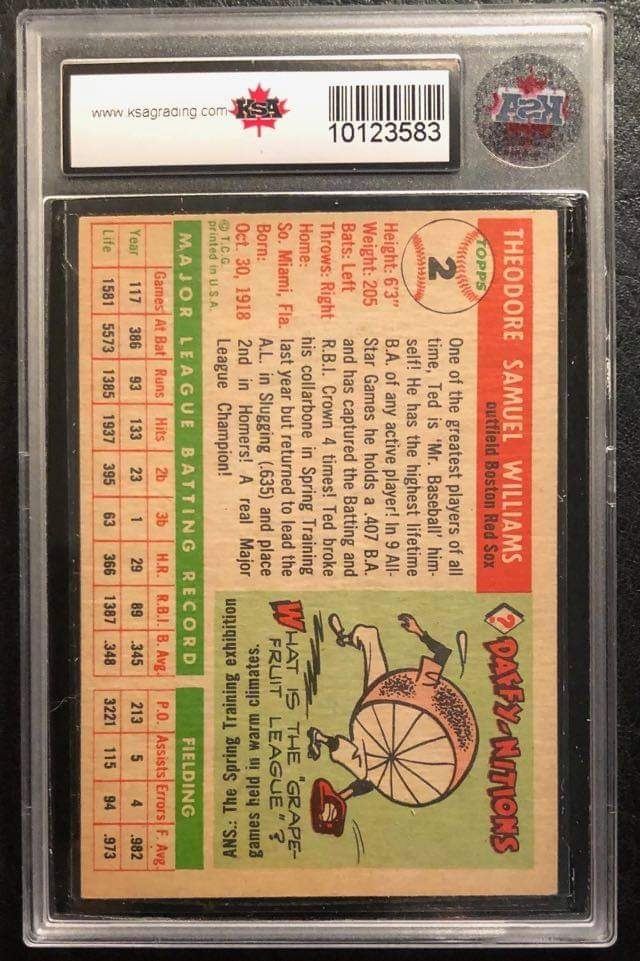 www.ksagrading.com
KSA
10123583
KSA
TOPPS
2
THEODORE SAMUEL WILLIAMS
outfield Boston Red Sox
Height: 6'3"
Weight: 205
Bats: Left
Throws: Right
Home:
So. Miami, Fla.
Born:
Oct. 30, 1918
© T.C.G.
printed in U.S.A.
One of the greatest players of all
time, Ted is 'Mr. Baseball' him-
self! He has the highest lifetime
B.A. of any active player! In 9 All-
Star Games he holds a .407 B.A.
and has captured the Batting and
R.B.I. Crown 4 times! Ted broke
his collarbone in Spring Training
last year but returned to lead the
A.L. in Slugging (.635) and place
2nd in Homers! A real Major
League Champion!
? DAFFY-NITIONS
WHAT IS THE "GRAPE-
FRUIT LEAGUE"?
ANS.: The Spring Training exhibition
games held in warm climates.
MAJOR LEAGUE BATTING RECORD FIELDING
Year Games At Bat Runs Hits 2b 3b H.R. R.B.I. B. Avg. P.O. Assists Errors F. Avg.
117 386 93 133 23 1 29 89 .345 213 5 4 .982
Life 1581 5573 1385 1937 395 63 366 1387 .348 3221 115 94 .973